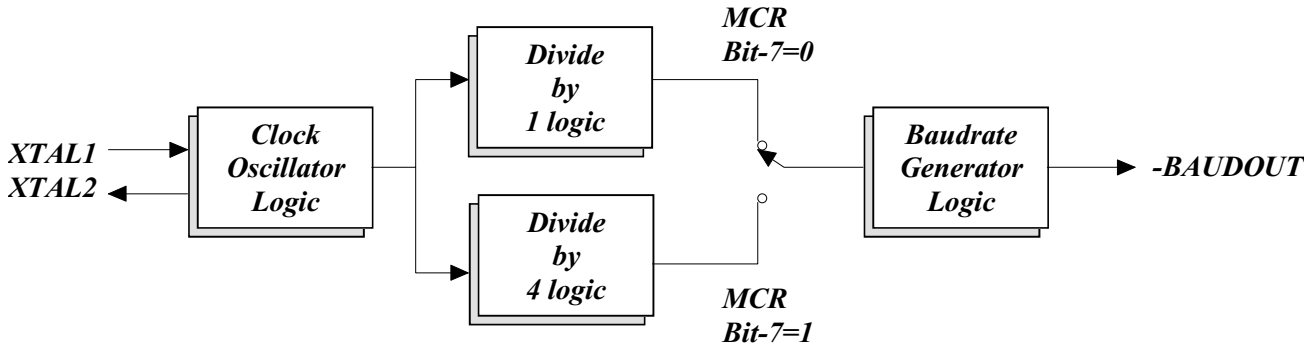 XTAL1
XTAL2
Clock
Oscillator
Logic
Divide
by
1 logic
Divide
by
4 logic
MCR
Bit-7=0
MCR
Bit-7=1
Baudrate
Generator
Logic
-BAUDOUT